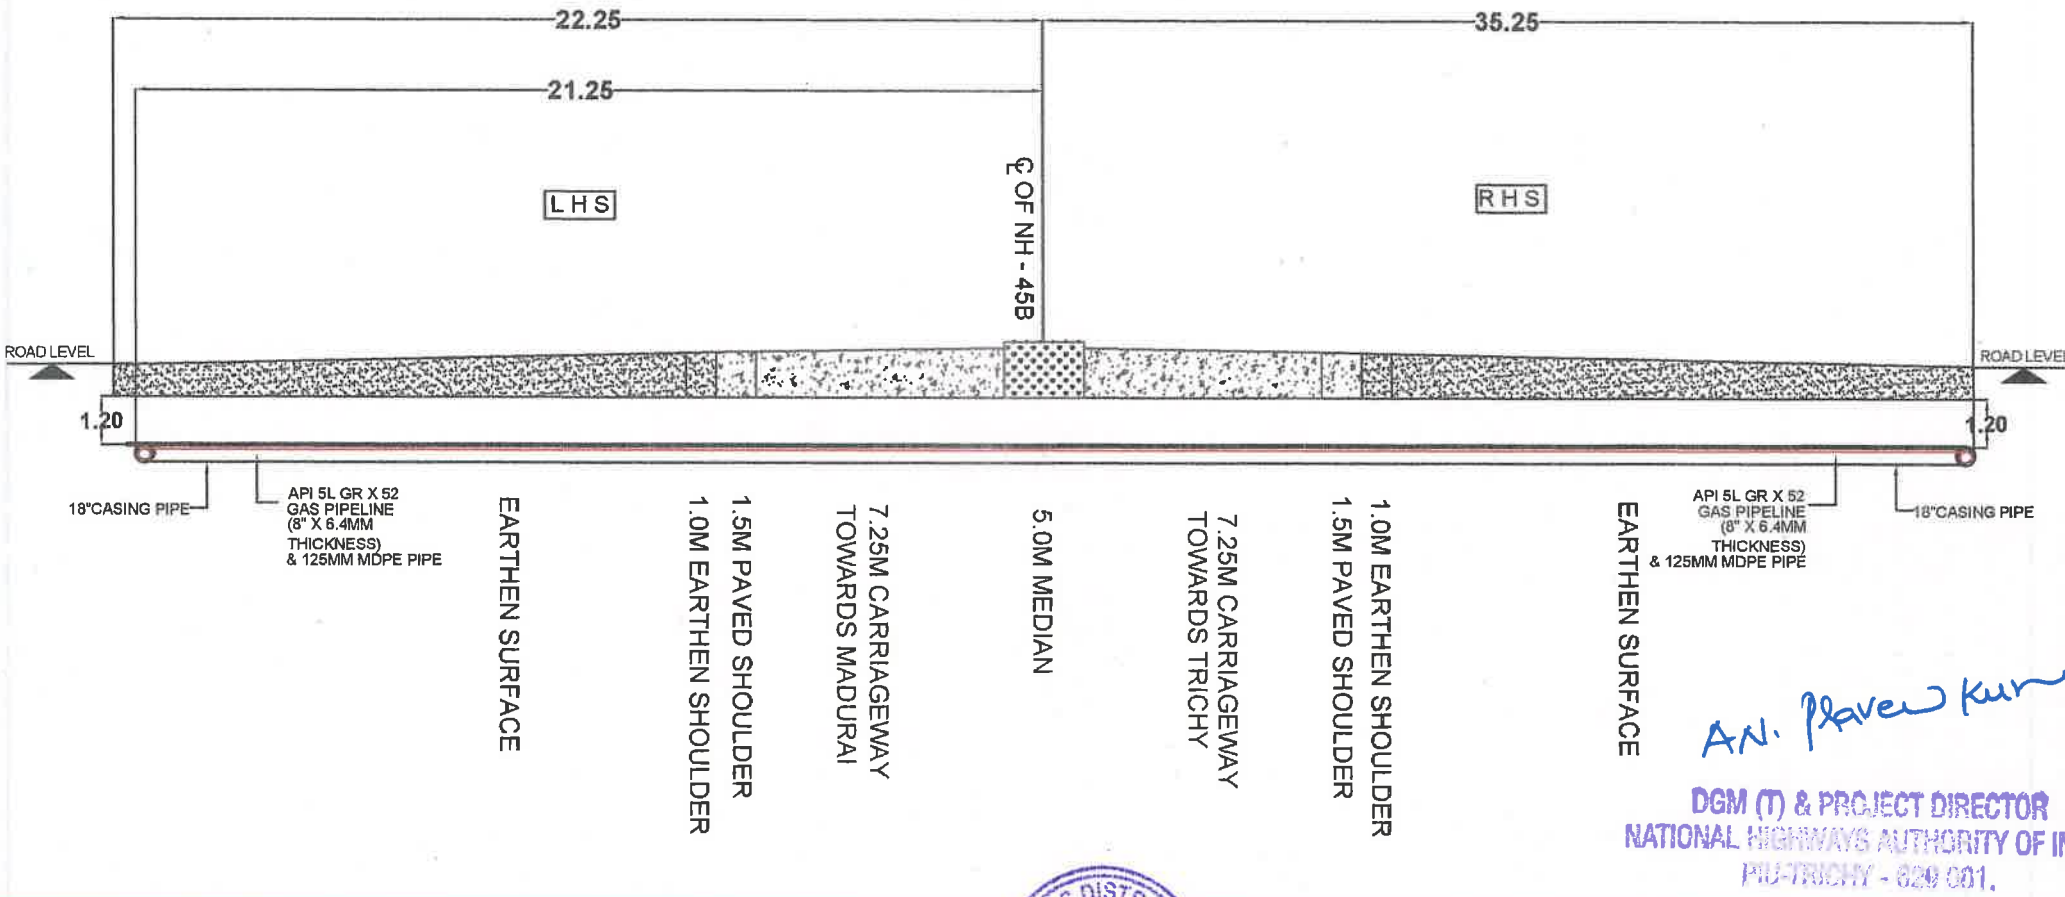 22.25
35.25
21.25
LHS
RHS
℄ OF NH - 45B
ROAD LEVEL
ROAD LEVEL
1.20
1.20
18"CASING PIPE
API 5L GR X 52
GAS PIPELINE
(8" X 6.4MM
THICKNESS)
& 125MM MDPE PIPE
EARTHEN SURFACE
1.0M EARTHEN SHOULDER
1.5M PAVED SHOULDER
7.25M CARRIAGEWAY
TOWARDS MADURAI
5.0M MEDIAN
7.25M CARRIAGEWAY
TOWARDS TRICHY
1.5M PAVED SHOULDER
1.0M EARTHEN SHOULDER
EARTHEN SURFACE
API 5L GR X 52
GAS PIPELINE
(8" X 6.4MM
THICKNESS)
& 125MM MDPE PIPE
18"CASING PIPE
A.N.
DGM (T) & PROJECT DIRECTOR
NATIONAL HIGHWAYS AUTHORITY OF IN
PIU-TRICHY - 620 001.
DIST